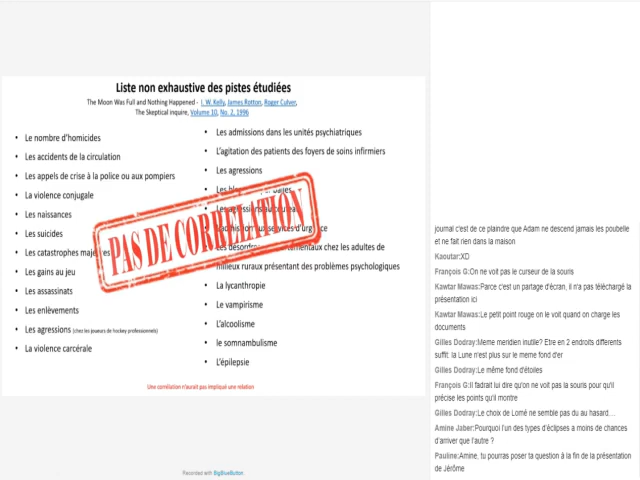 Liste non exhaustive des pistes étudiées
The Moon Was Full and Nothing Happened - I. W. Kelly, James Rotton, Roger Culver,
The Skeptical inquire, Volume 10, No. 2, 1996
• Le nombre d'homicides
• Les accidents de la circulation
• Les appels de crise à la police ou aux pompiers
• La violence conjugale
• Les naissances
• Les suicides
• Les catastrophes
• Les gains au jeu
• Les assassinats
• Les enlèvements
• Les agressions (chez les joueurs de hockey professionnels)
• La violence carcérale
• Les admissions dans les unités psychiatriques
• L'agitation des patients des foyers de soins infirmiers
• Les agressions
• Les
chez les adultes de
milieux ruraux présentant des problèmes psychologiques
• La lycanthropie
• Le vampirisme
• L'alcoolisme
• le somnambulisme
• L'épilepsie
PAS DE CORRELATION
Une corrélation n'aurait pas impliqué une relation
Recorded with BigBlueButton.
journal c'est de ce plaindre que Adam ne descend jamais les poubelle
et ne fait rien dans la maison
Kaoutar:XD
François G:On ne voit pas le curseur de la souris
Kawtar Mawas:Parce c'est un partage d'écran, il n'a pas téléchargé la
présentation ici
Kawtar Mawas:Le petit point rouge on le voit quand on charge les
documents
Gilles Dodray:Meme meridien inutile? Etre en 2 endroits differents
suffit: la Lune n'est plus sur le meme fond d'er
Gilles Dodray:Le même fond d'étoiles
François G:Il fadrait lui dire qu'on ne voit pas la souris pour qu'il
précise les points qu'il montre
Gilles Dodray:Le choix de Lomé ne semble pas du au hasard....
Amine Jaber:Pourquoi l'un des types d'éclipses a moins de chances
d'arriver que l'autre ?
Pauline:Amine, tu pourras poser ta question à la fin de la présentation
de Jérôme